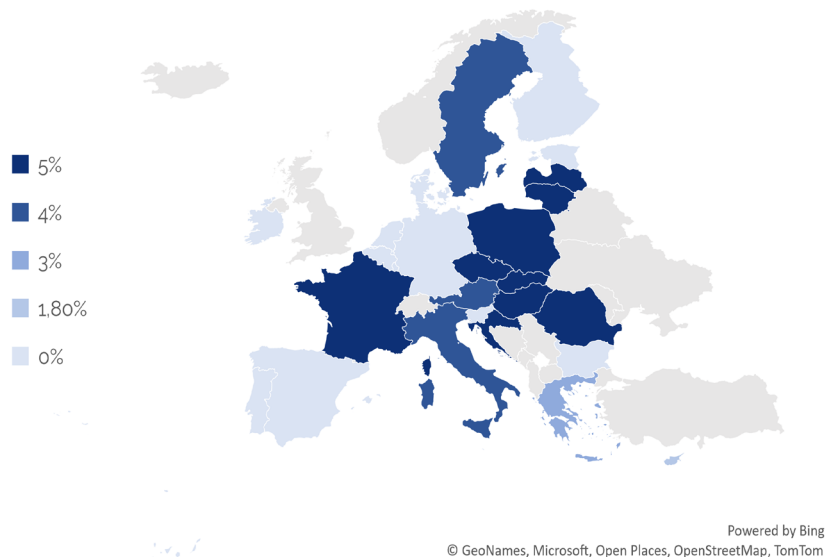 5%
4%
3%
1.80%
0%
Powered by Bing
© GeoNames, Microsoft, Open Places, OpenStreetMap, TomTom